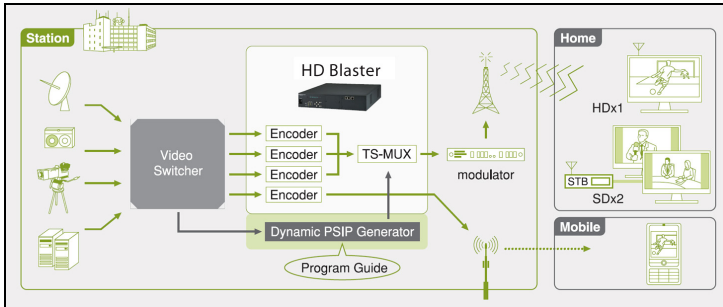 Station
HD Blaster
Video
Switcher
Encoder
Encoder
Encoder
Encoder
TS-MUX
modulator
Dynamic PSIP Generator
Program Guide
Home
HDx1
STB
SDx2
Mobile